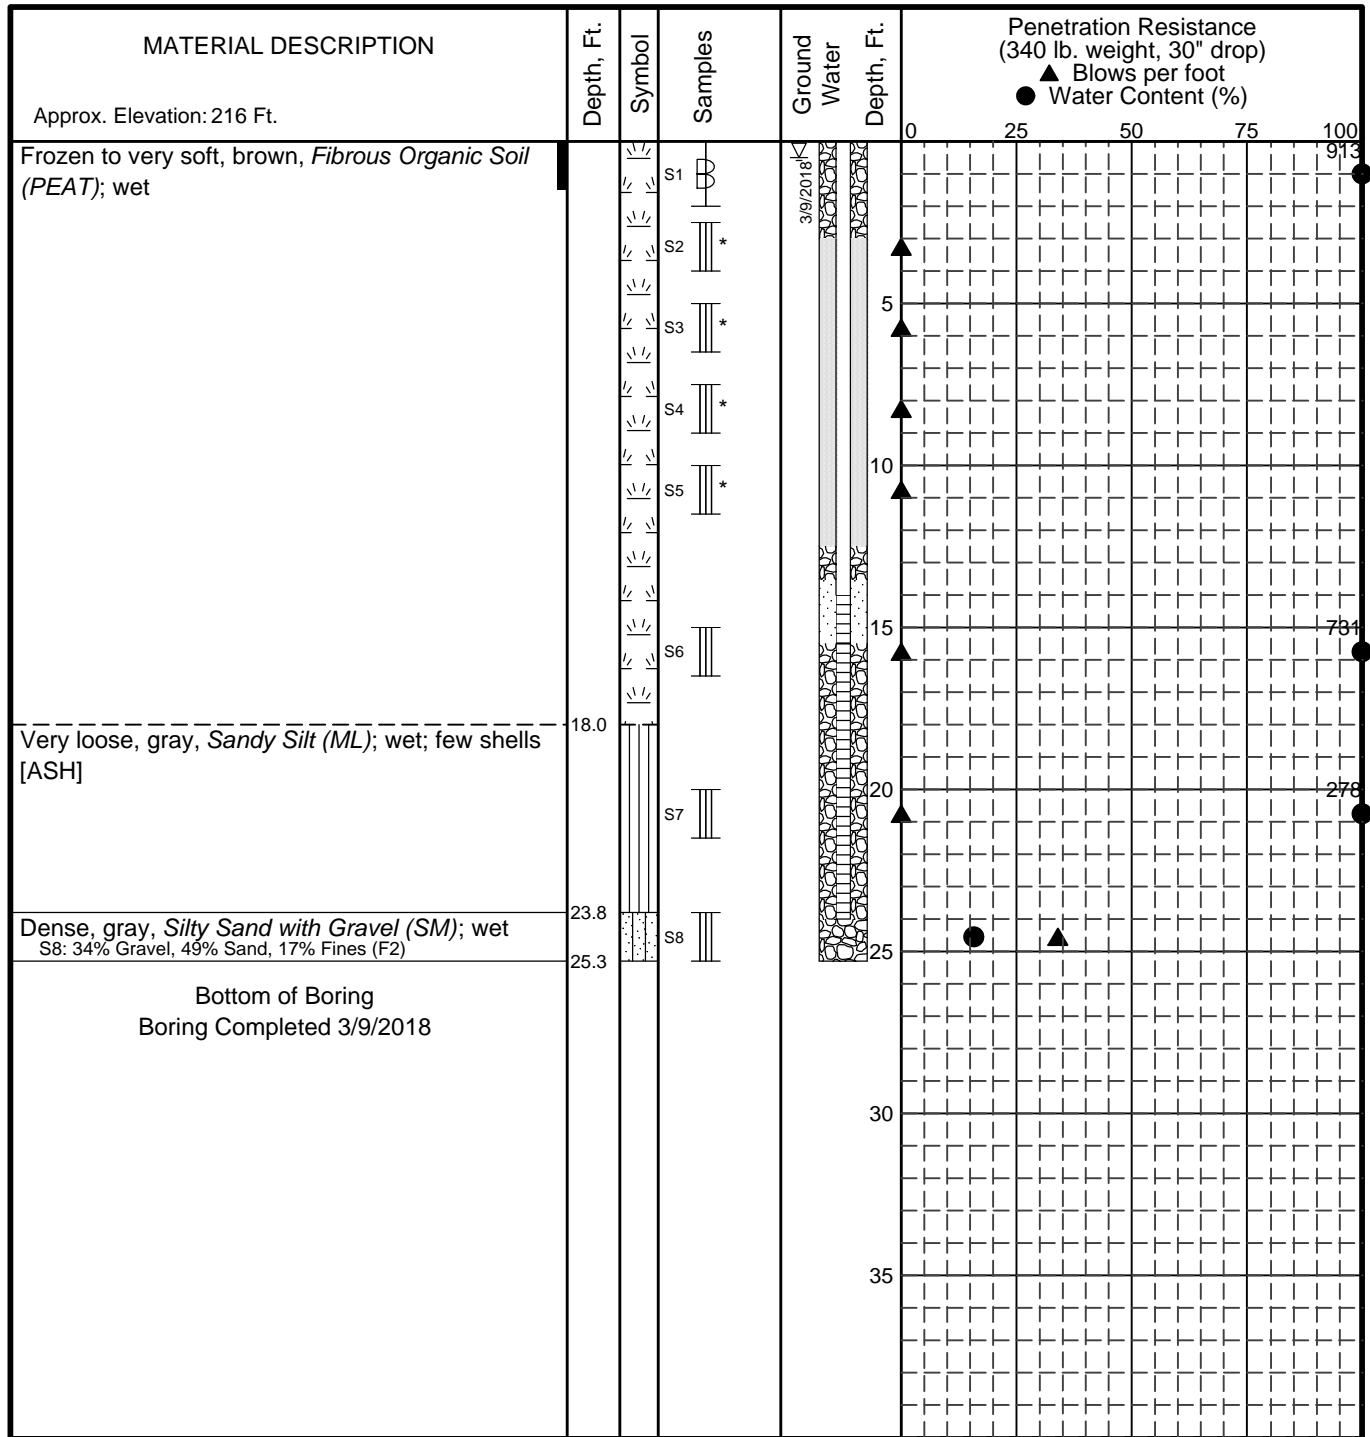 MATERIAL DESCRIPTION
Approx. Elevation: 216 Ft.
Depth, Ft.
Symbol
Samples
Ground
Water
Depth, Ft.
Penetration Resistance
(340 lb. weight, 30" drop)
▲ Blows per foot
● Water Content (%)
0 25 50 75 100
Frozen to very soft, brown, Fibrous Organic Soil
(PEAT); wet
S1
3/9/2018
913
S2 *
5
S3 *
S4 *
10
S5 *
15
731
S6
18.0
Very loose, gray, Sandy Silt (ML); wet; few shells
[ASH]
20
278
S7
23.8
Dense, gray, Silty Sand with Gravel (SM); wet
S8: 34% Gravel, 49% Sand, 17% Fines (F2)
S8
25
25.3
Bottom of Boring
Boring Completed 3/9/2018
30
35